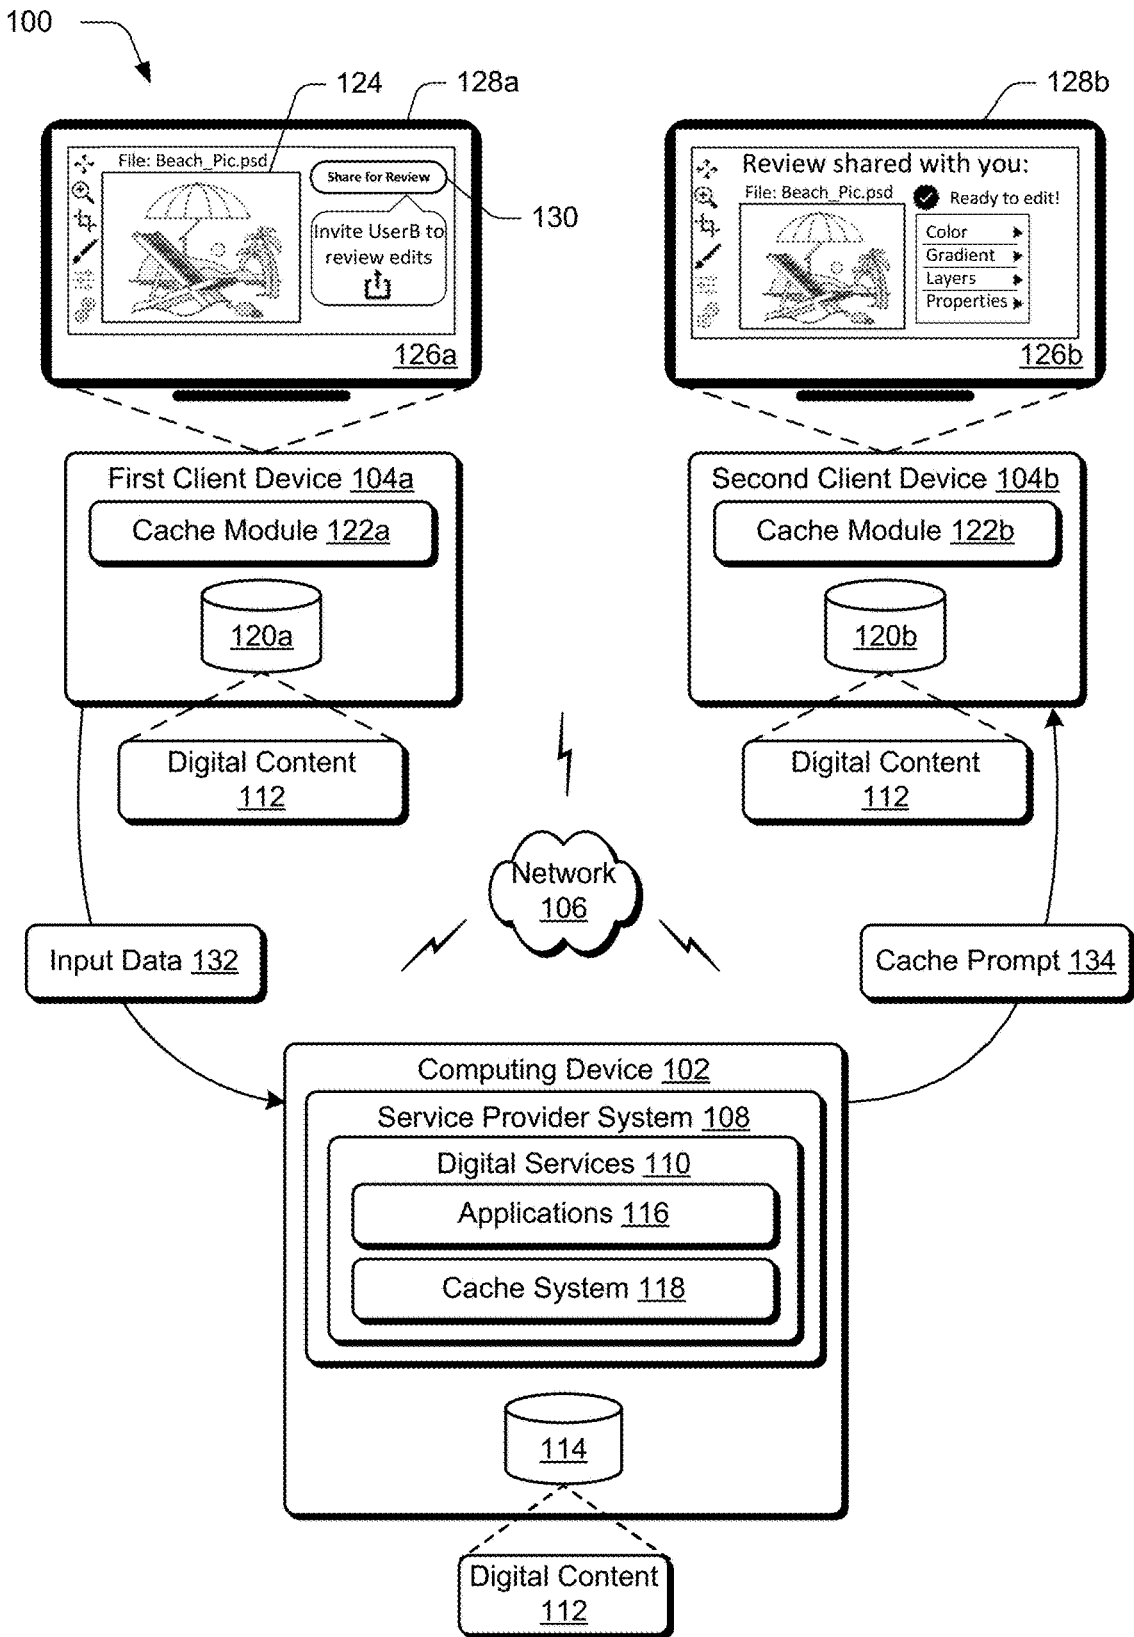 100
124
128a
128b
File: Beach_Pic.psd
Share for Review
130
Invite UserB to
review edits
126a
Review shared with you:
File: Beach_Pic.psd
Ready to edit!
Color
Gradient
Layers
Properties
126b
First Client Device 104a
Cache Module 122a
120a
Digital Content
112
Second Client Device 104b
Cache Module 122b
120b
Digital Content
112
Network
106
Input Data 132
Cache Prompt 134
Computing Device 102
Service Provider System 108
Digital Services 110
Applications 116
Cache System 118
114
Digital Content
112